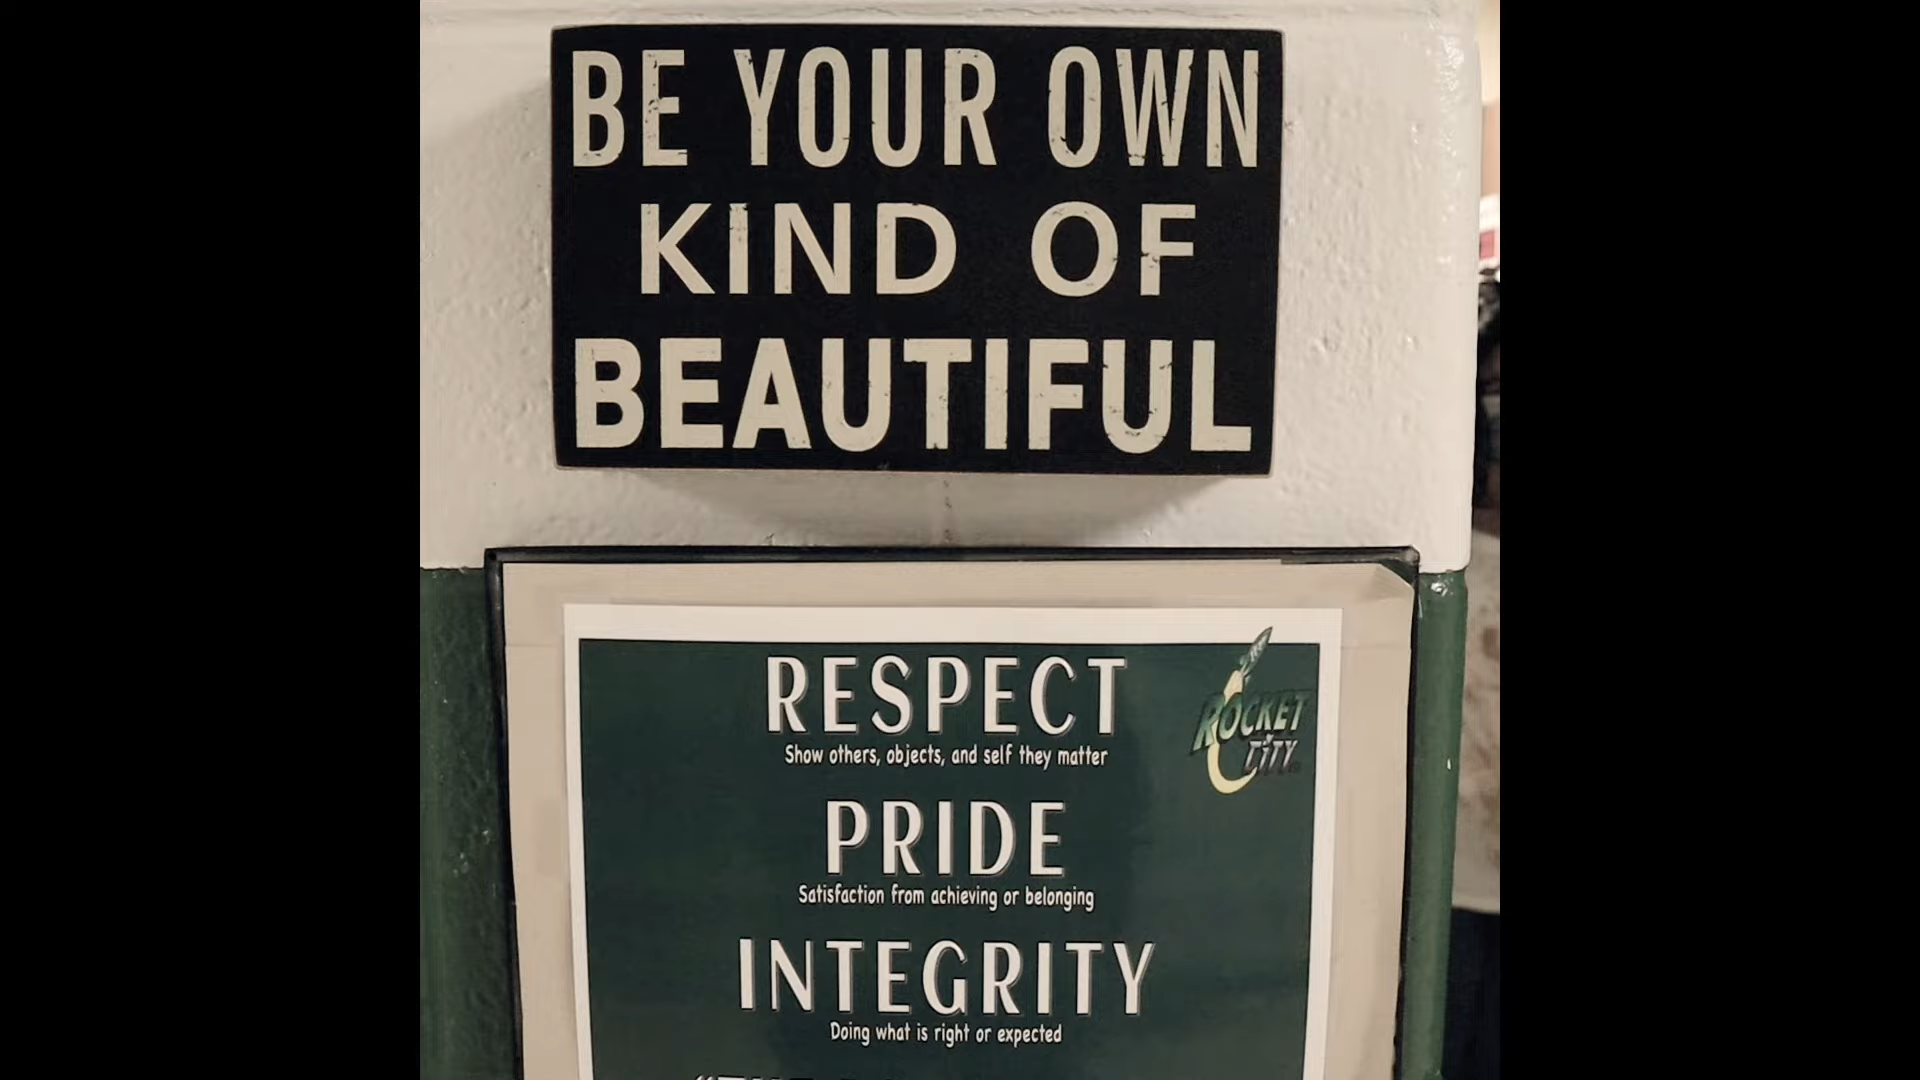 BE YOUR OWN
KIND OF
BEAUTIFUL
RESPECT
Show others, objects, and self they matter
ROCKET
CITY
PRIDE
Satisfaction from achieving or belonging
INTEGRITY
Doing what is right or expected